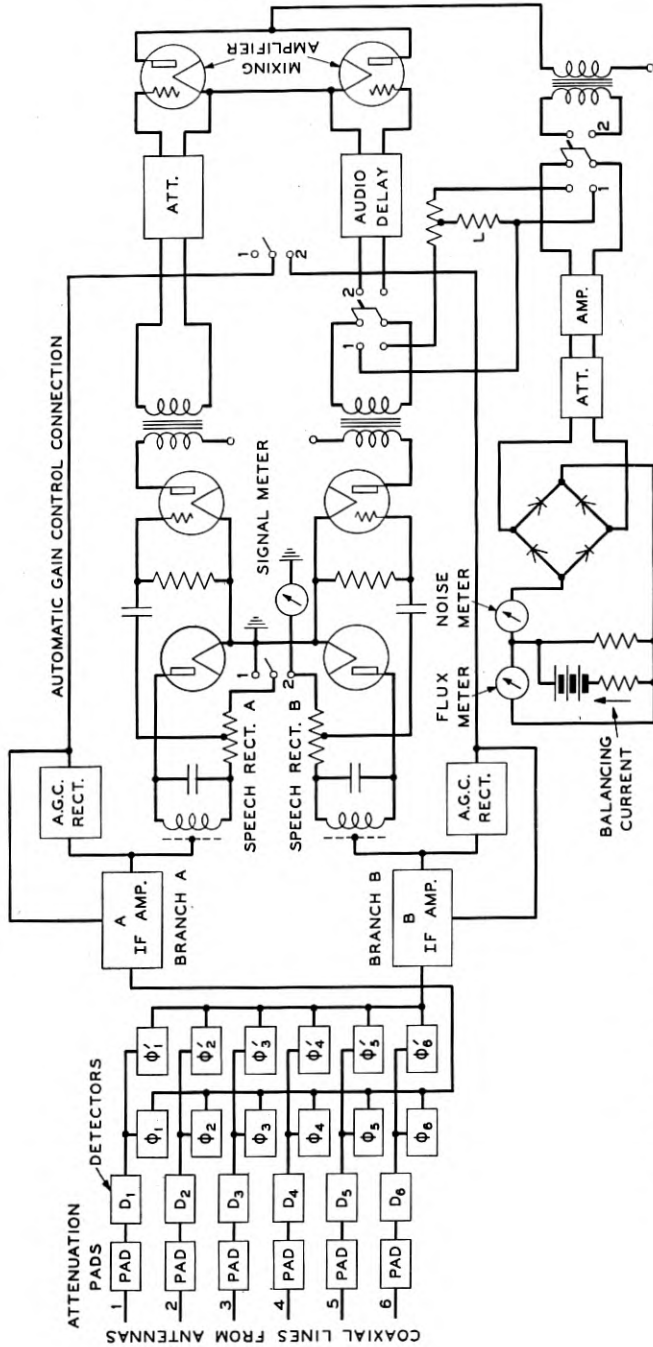 ATTENUATION
PADS
DETECTORS
COAXIAL LINES FROM ANTENNAS
1
PAD
D1
Φ1
Φ'1
2
PAD
D2
Φ2
Φ'2
3
PAD
D3
Φ3
Φ'3
4
PAD
D4
Φ4
Φ'4
5
PAD
D5
Φ5
Φ'5
6
PAD
D6
Φ6
Φ'6
A
IF AMP.
BRANCH A
B
IF AMP.
BRANCH B
A.G.C.
RECT.
A.G.C.
RECT.
AUTOMATIC GAIN CONTROL CONNECTION
SPEECH RECT. A
SPEECH RECT. B
1
2
SIGNAL METER
ATT.
1
2
1
2
AUDIO
DELAY
MIXING
AMPLIFIER
L
FLUX
METER
NOISE
METER
BALANCING
CURRENT
ATT.
AMP.
1
2